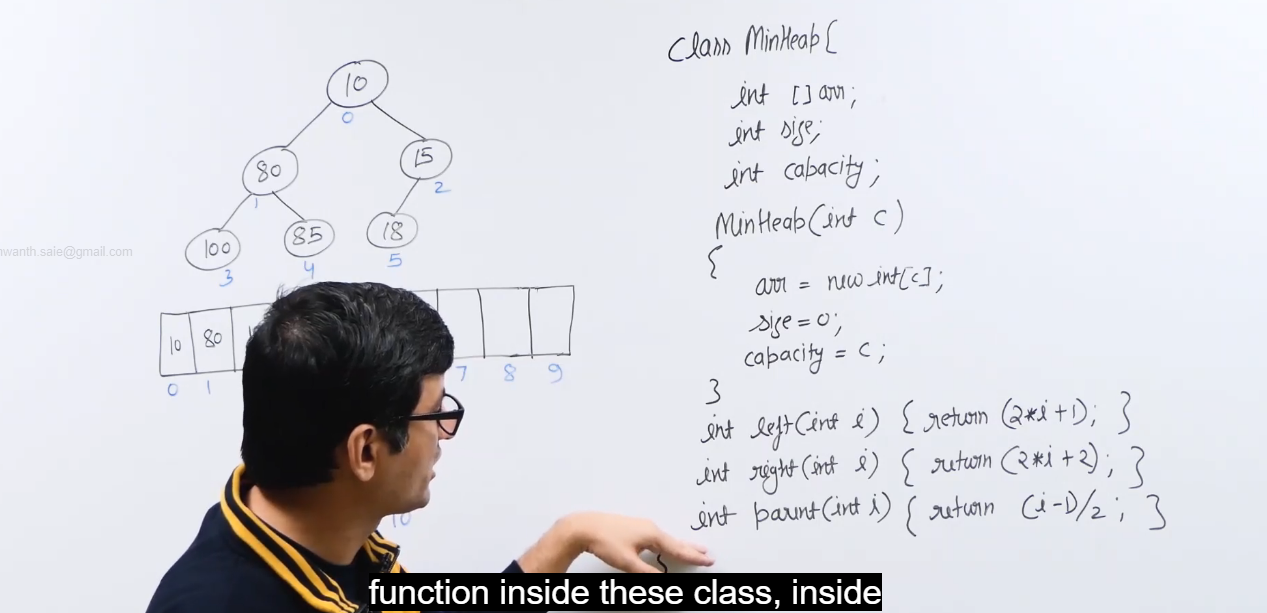 class MinHeap{
int []arr;
int size;
int capacity;
MinHeap(int c)
{
arr = new int[c];
size=0;
capacity = c;
}
int left(int i) { return (2*i+1); }
int right(int i) { return (2*i+2); }
int parent(int i) { return (i-1)/2; }
10
0
80
1
15
2
100
3
85
4
18
5
10 80
0 1 7 8 9
10
hwanth.saie@gmail.com
function inside these class, inside